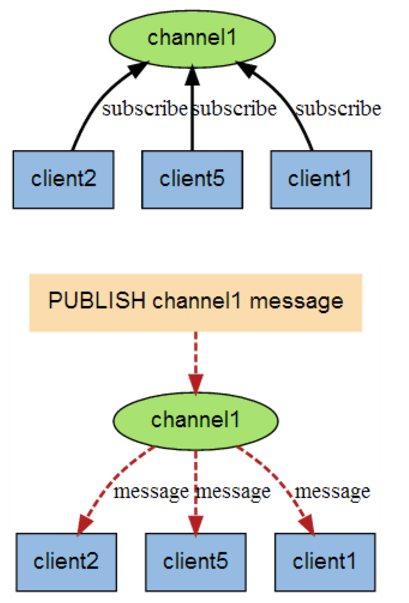 channel1
subscribe subscribe subscribe
client2 client5 client1
PUBLISH channel1 message
channel1
message message message
client2 client5 client1